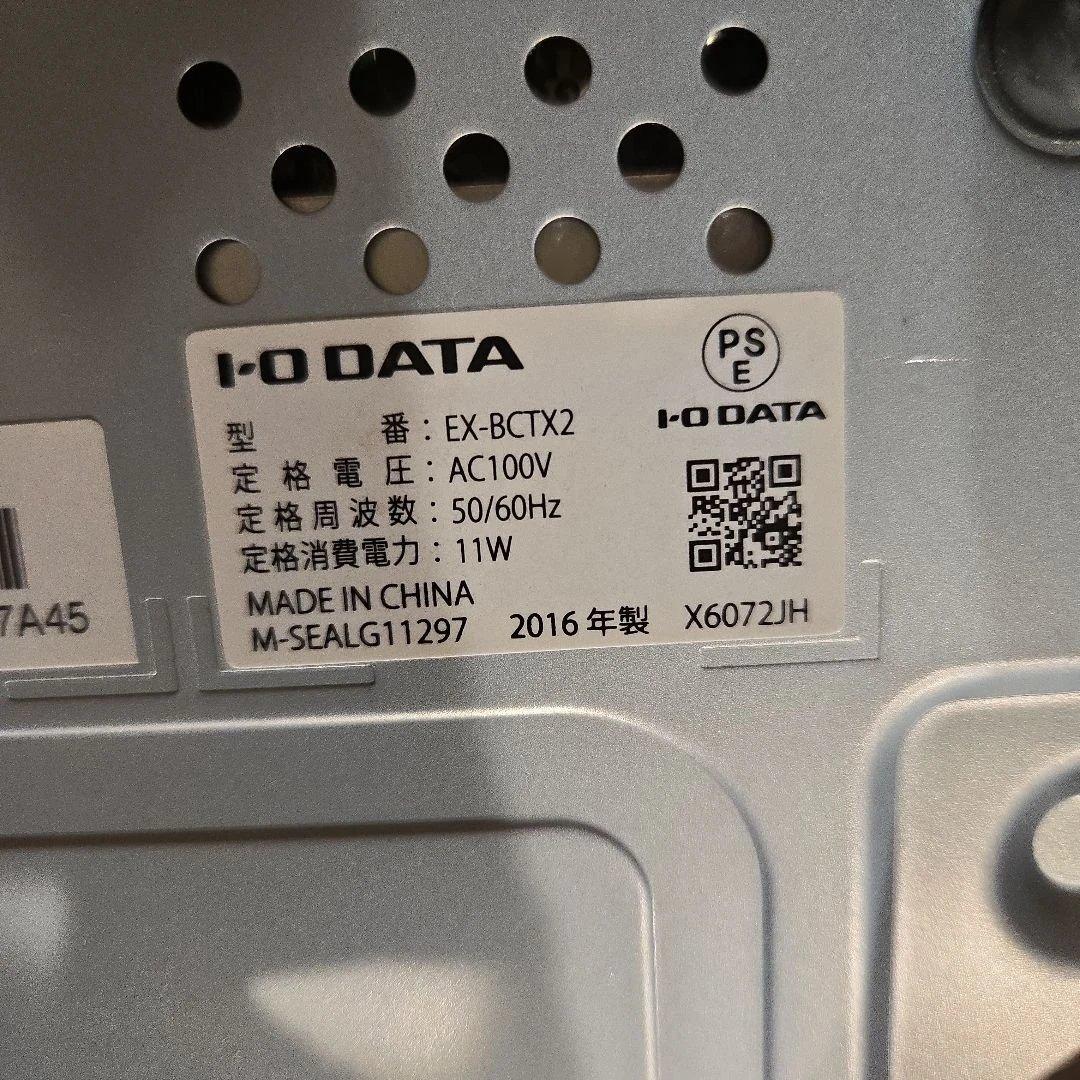 I-O DATA
PS
E
I-O DATA
型　　　番：EX-BCTX2
定格電圧：AC100V
定格周波数：50/60Hz
定格消費電力：11W
MADE IN CHINA
M-SEALG11297 2016年製 X6072JH
7A45